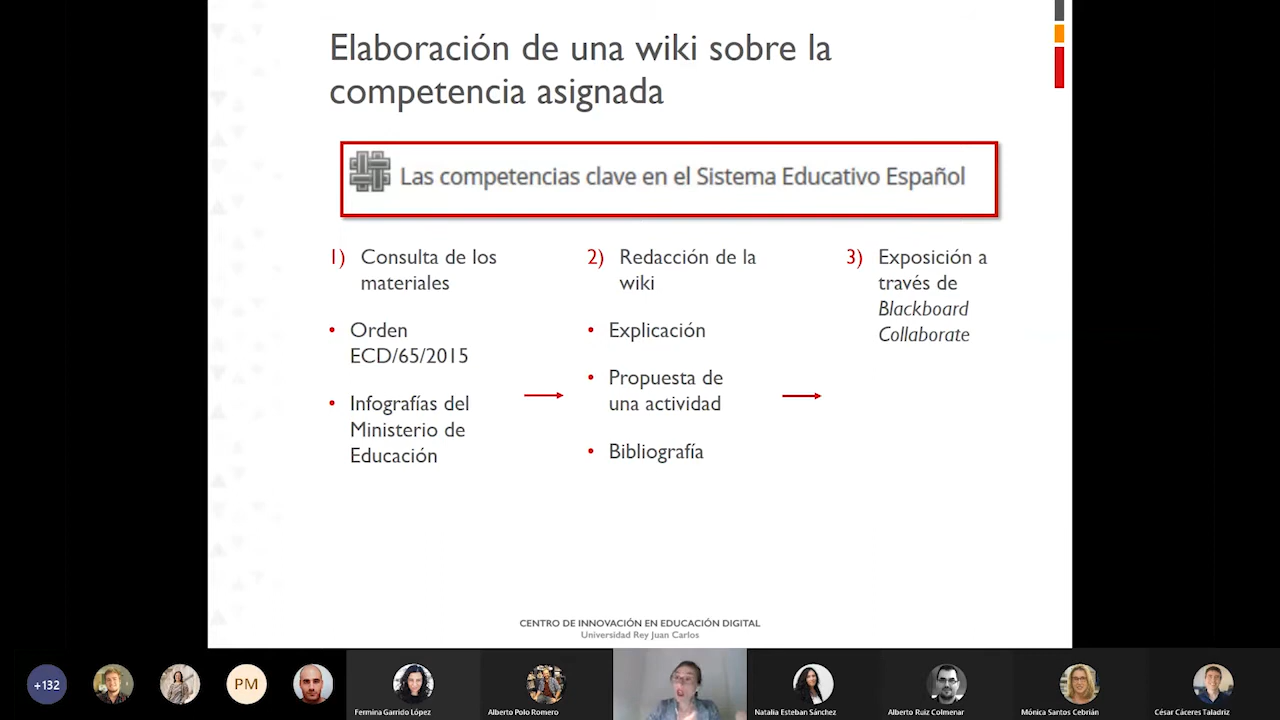 Elaboración de una wiki sobre la
competencia asignada
Las competencias clave en el Sistema Educativo Español
1) Consulta de los
materiales
• Orden
ECD/65/2015
• Infografías del
Ministerio de
Educación
2) Redacción de la
wiki
• Explicación
• Propuesta de
una actividad
• Bibliografía
3) Exposición a
través de
Blackboard
Collaborate
CENTRO DE INNOVACIÓN EN EDUCACIÓN DIGITAL
Universidad Rey Juan Carlos
+132
PM
Fermina Garrido López
Alberto Polo Romero
Natalia Esteban Sánchez
Alberto Ruiz Colmenar
Mónica Santos Cebrián
César Cáceres Taladriz